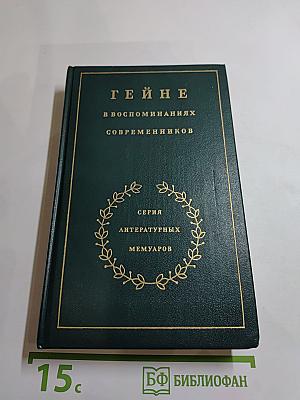 ГЕЙНЕ
В ВОСПОМИНАНИЯХ
СОВРЕМЕННИКОВ
СЕРИЯ
ЛИТЕРАТУРНЫХ
МЕМУАРОВ
15с
БФ БИБЛИОФАН